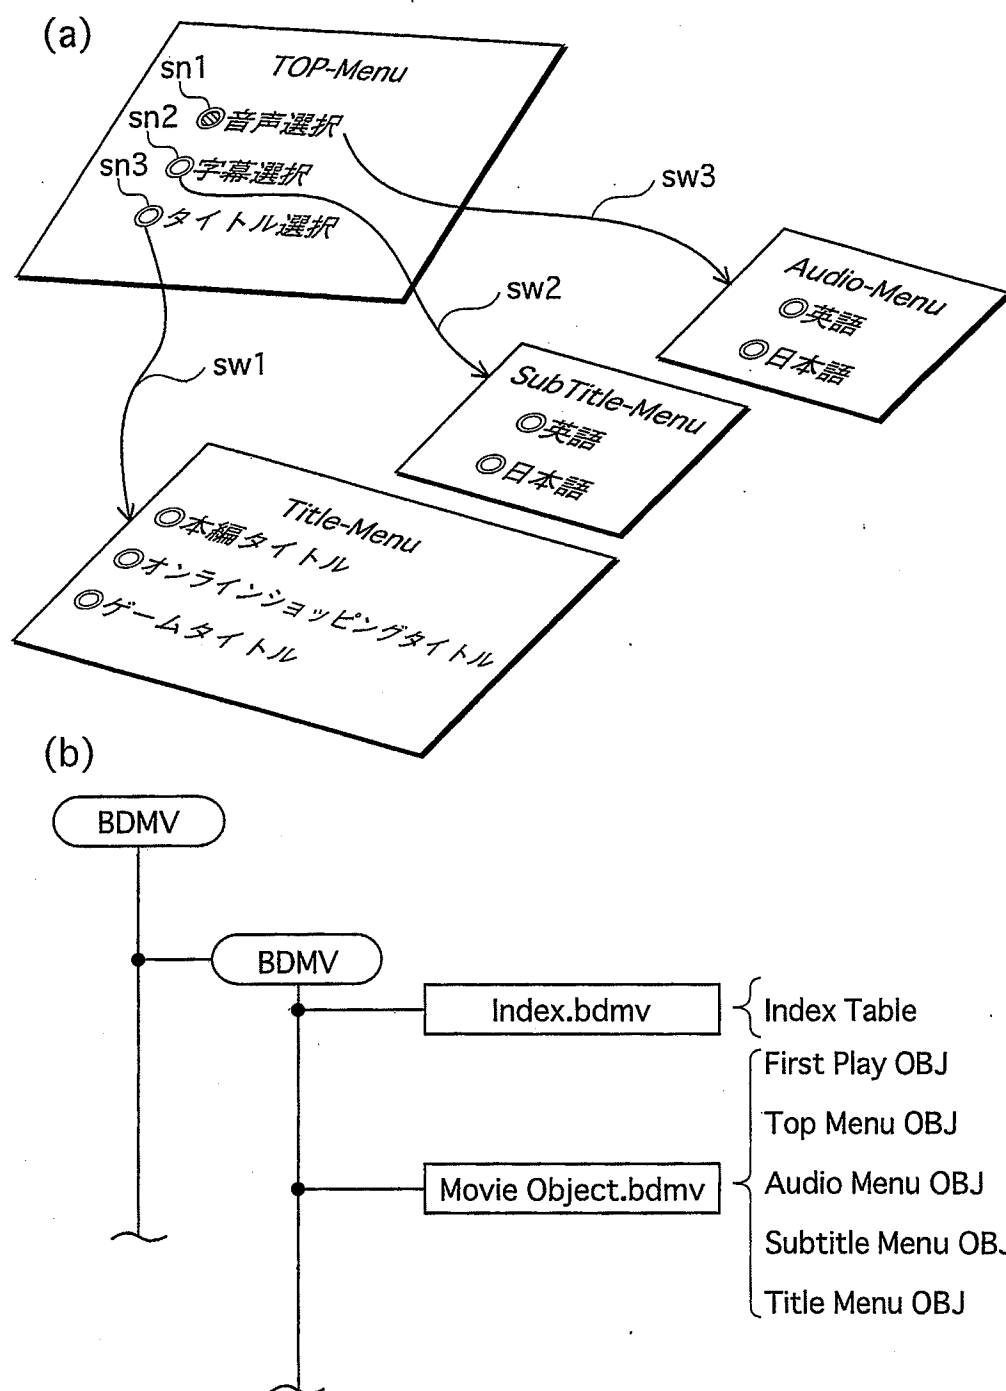 (a)
TOP-Menu
sn1
音声選択
sn2
字幕選択
sn3
タイトル選択
sw3
sw2
sw1
Audio-Menu
英語
日本語
SubTitle-Menu
英語
日本語
Title-Menu
本編タイトル
オンラインショッピングタイトル
ゲームタイトル
(b)
BDMV
BDMV
Index.bdmv
Index Table
First Play OBJ
Top Menu OBJ
Movie Object.bdmv
Audio Menu OBJ
Subtitle Menu OBJ
Title Menu OBJ